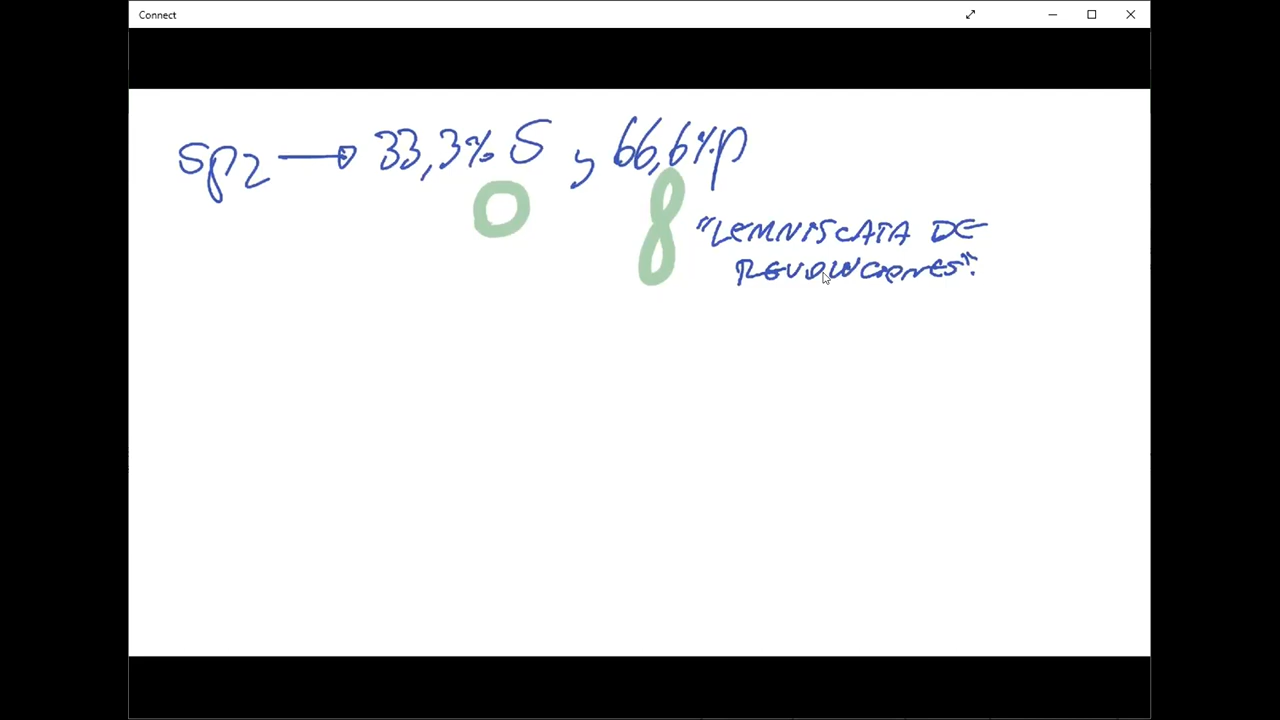 Connect
sp2 → 33,3% S y 66,6% p
"LEMNISCATA DE
REVOLUCIONES".